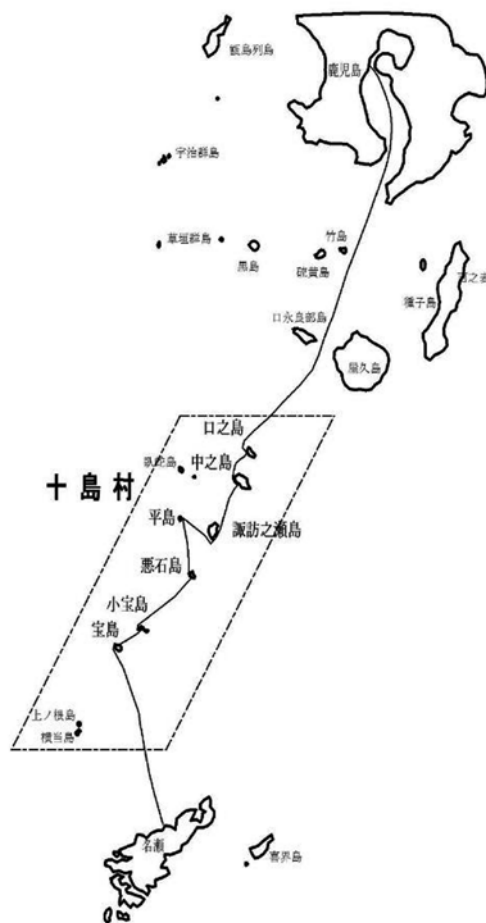 甑島列島
鹿児島
宇治群島
草垣群島
黒島
硫黄島
竹島
種子島
口永良部島
屋久島
口之島
臥蛇島
中之島
十島村
平島
諏訪之瀬島
悪石島
小宝島
宝島
上ノ根島
横当島
名瀬
喜界島